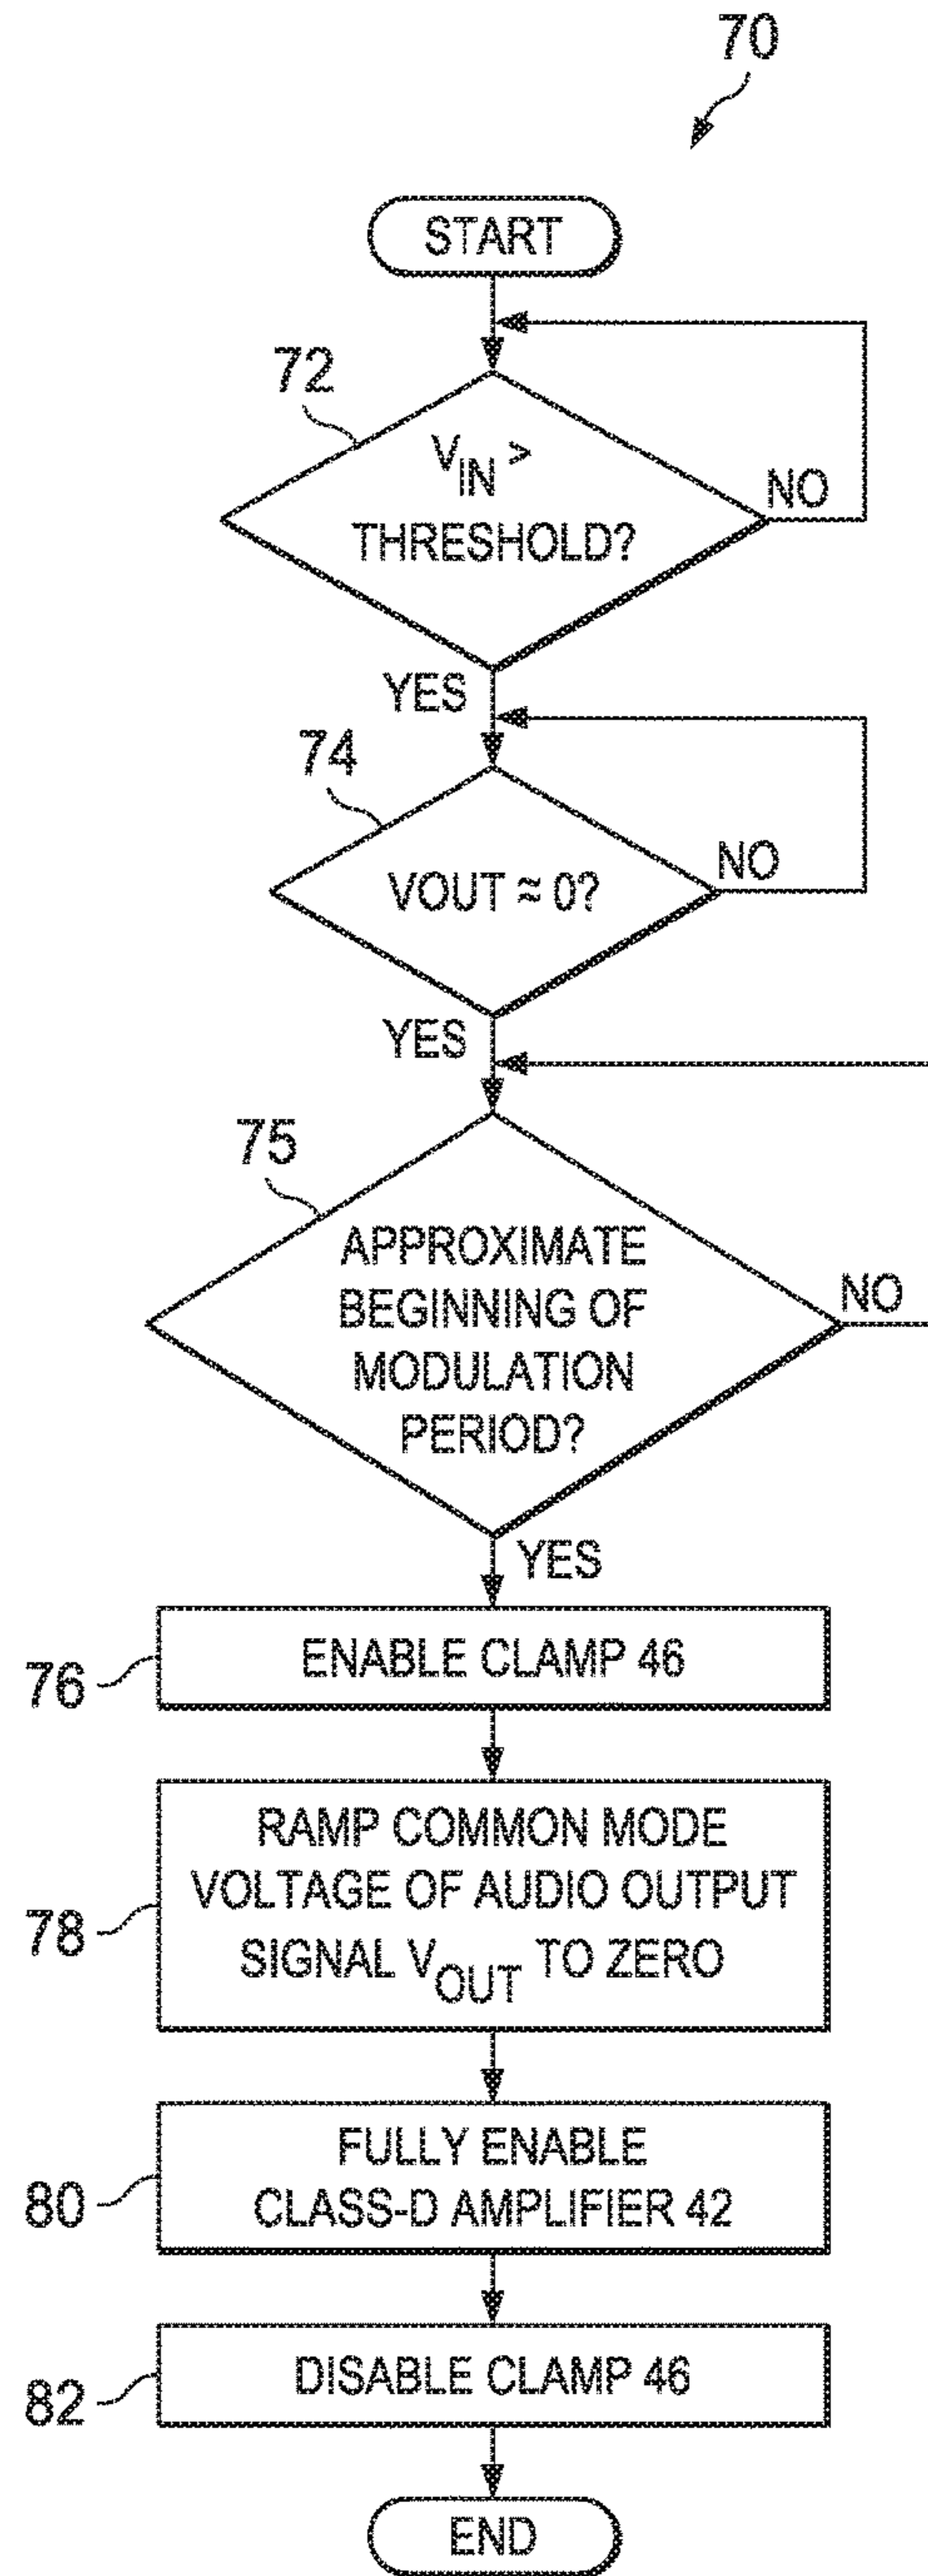 70
START
72
V_IN >
THRESHOLD?
NO
YES
74
VOUT ≈ 0?
NO
YES
75
APPROXIMATE
BEGINNING OF
MODULATION
PERIOD?
NO
YES
76
ENABLE CLAMP 46
78
RAMP COMMON MODE
VOLTAGE OF AUDIO OUTPUT
SIGNAL V_OUT TO ZERO
80
FULLY ENABLE
CLASS-D AMPLIFIER 42
82
DISABLE CLAMP 46
END